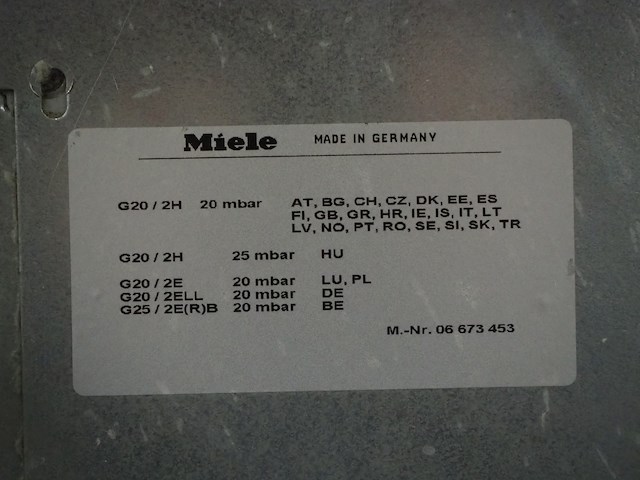 Miele MADE IN GERMANY
G20 / 2H 20 mbar AT, BG, CH, CZ, DK, EE, ES
FI, GB, GR, HR, IE, IS, IT, LT
LV, NO, PT, RO, SE, SI, SK, TR
G20 / 2H 25 mbar HU
G20 / 2E 20 mbar LU, PL
G20 / 2ELL 20 mbar DE
G25 / 2E(R)B 20 mbar BE
M.-Nr. 06 673 453